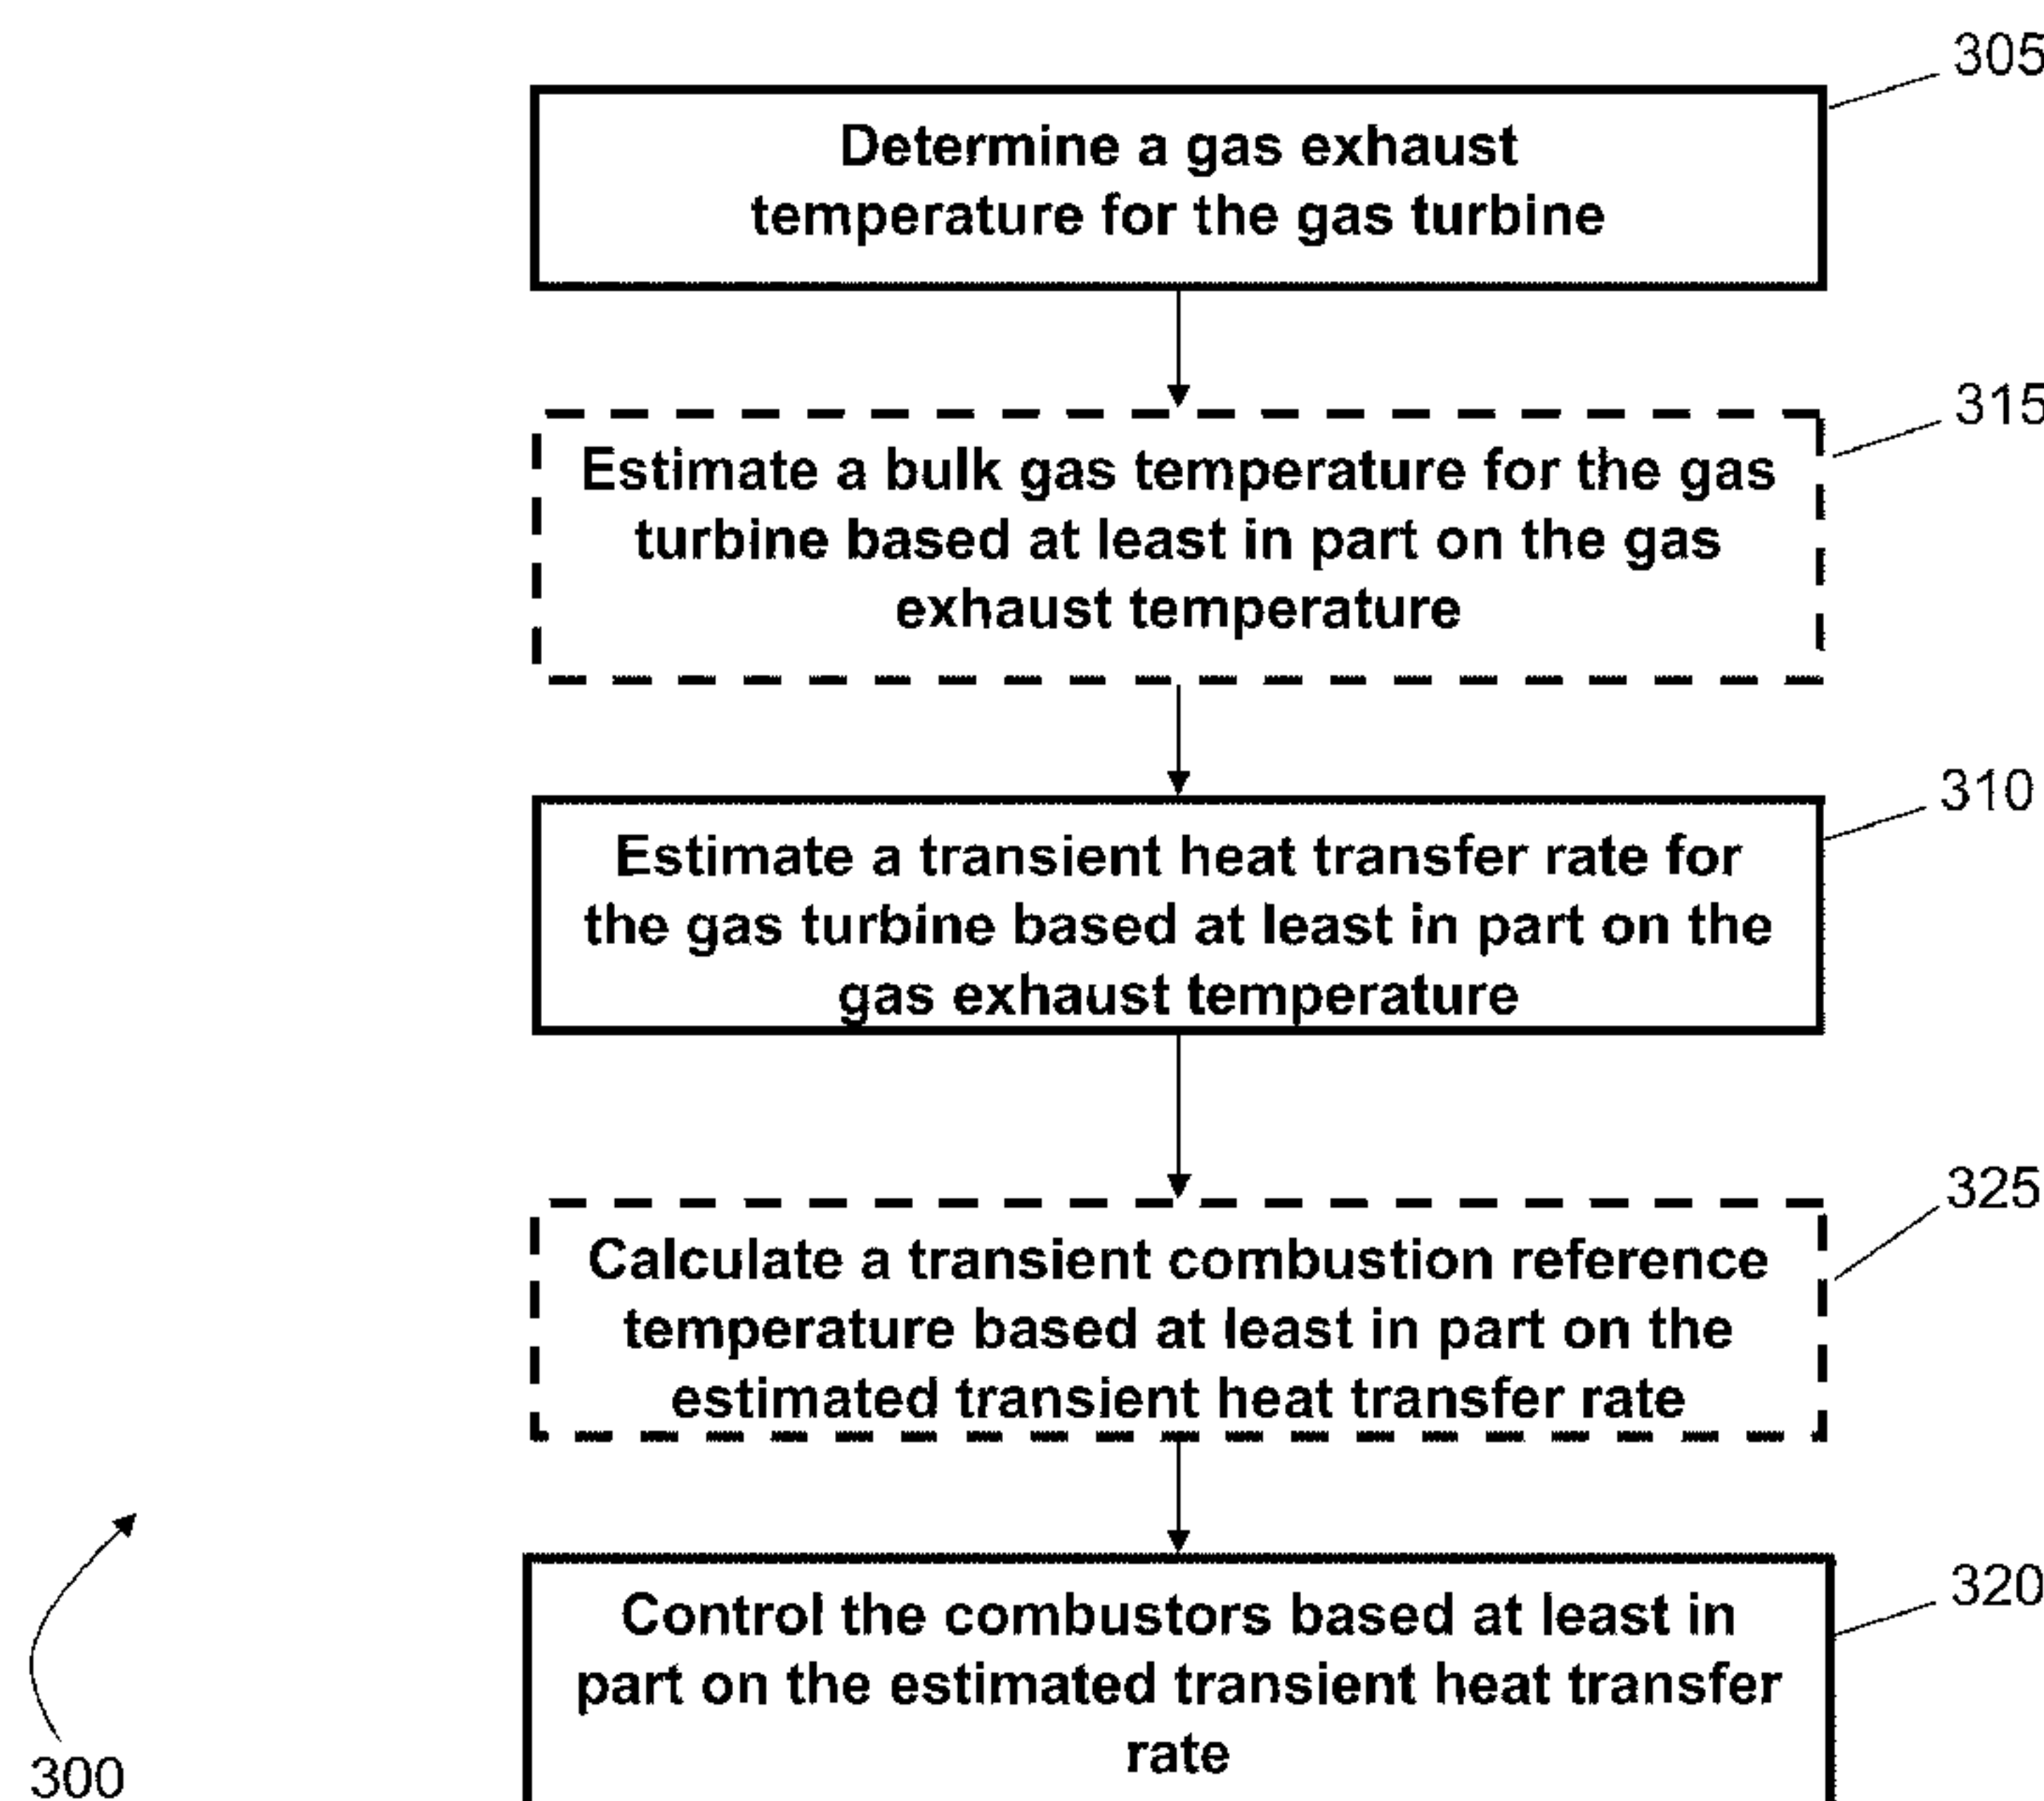 305
Determine a gas exhaust
temperature for the gas turbine
315
Estimate a bulk gas temperature for the gas
turbine based at least in part on the gas
exhaust temperature
310
Estimate a transient heat transfer rate for
the gas turbine based at least in part on the
gas exhaust temperature
325
Calculate a transient combustion reference
temperature based at least in part on the
estimated transient heat transfer rate
320
Control the combustors based at least in
part on the estimated transient heat transfer
rate
300